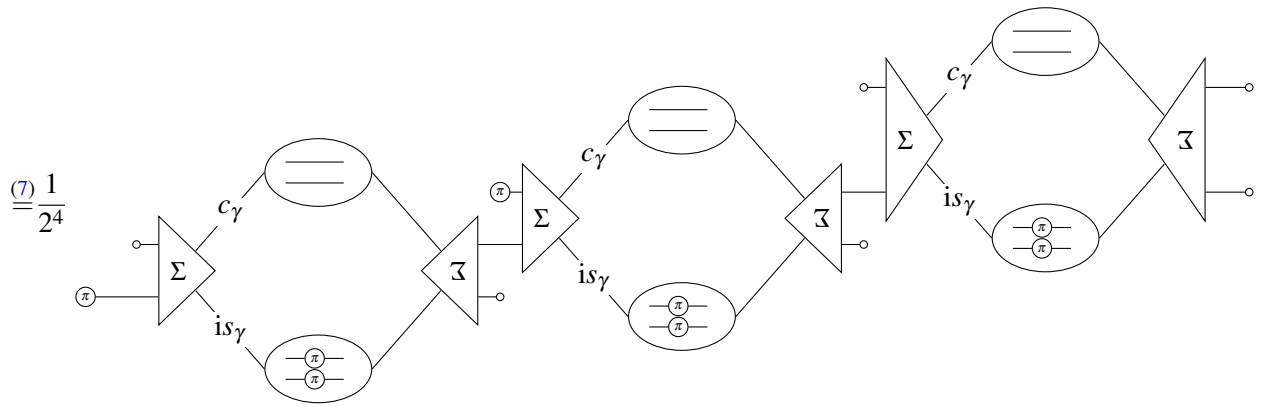 (7)
= 1/2⁴
π
Σ
c_γ
is_γ
π
π
Σ
π
Σ
c_γ
is_γ
π
π
Σ
Σ
c_γ
is_γ
π
π
Σ